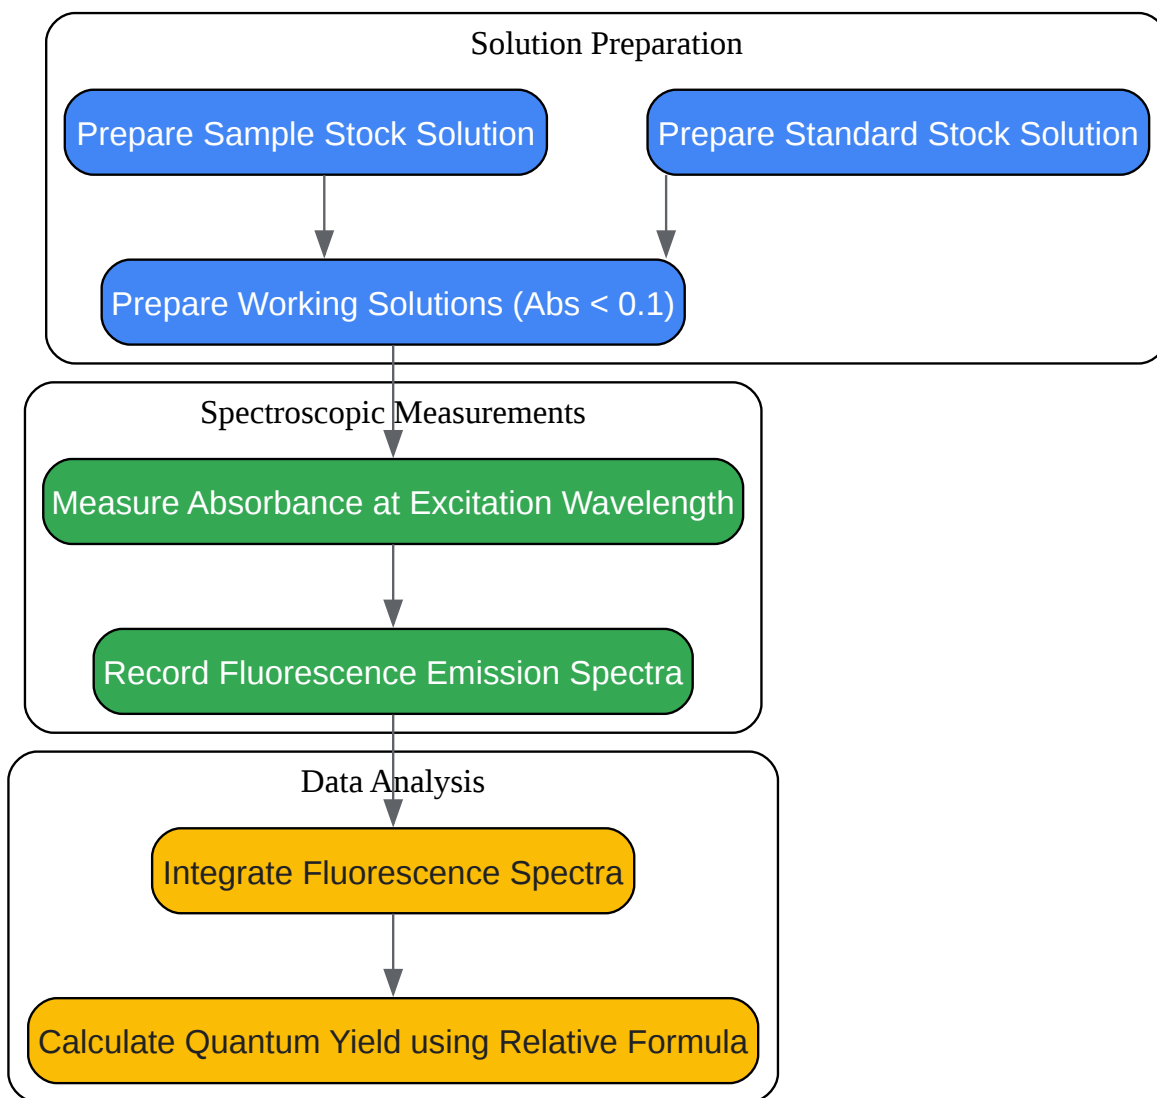 Solution Preparation
Prepare Sample Stock Solution
Prepare Standard Stock Solution
Prepare Working Solutions (Abs < 0.1)
Spectroscopic Measurements
Measure Absorbance at Excitation Wavelength
Record Fluorescence Emission Spectra
Data Analysis
Integrate Fluorescence Spectra
Calculate Quantum Yield using Relative Formula